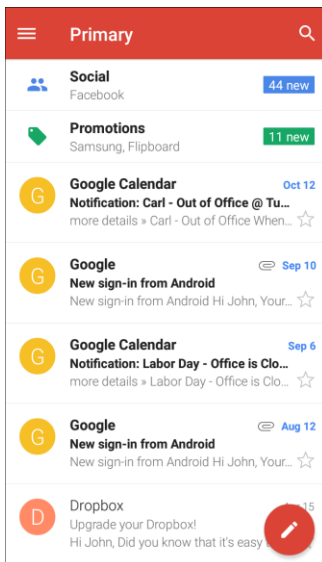 Primary
Social
44 new
Facebook
Promotions
11 new
Samsung, Flipboard
G
Google Calendar
Oct 12
Notification: Carl - Out of Office @ Tu...
more details » Carl - Out of Office When...
G
Google
Sep 10
New sign-in from Android
New sign-in from Android Hi John, Your...
G
Google Calendar
Sep 6
Notification: Labor Day - Office is Clo...
more details » Labor Day - Office is Clo...
G
Google
Aug 12
New sign-in from Android
New sign-in from Android Hi John, Your...
D
Dropbox
15
Upgrade your Dropbox!
Hi John, Did you know that it's easy